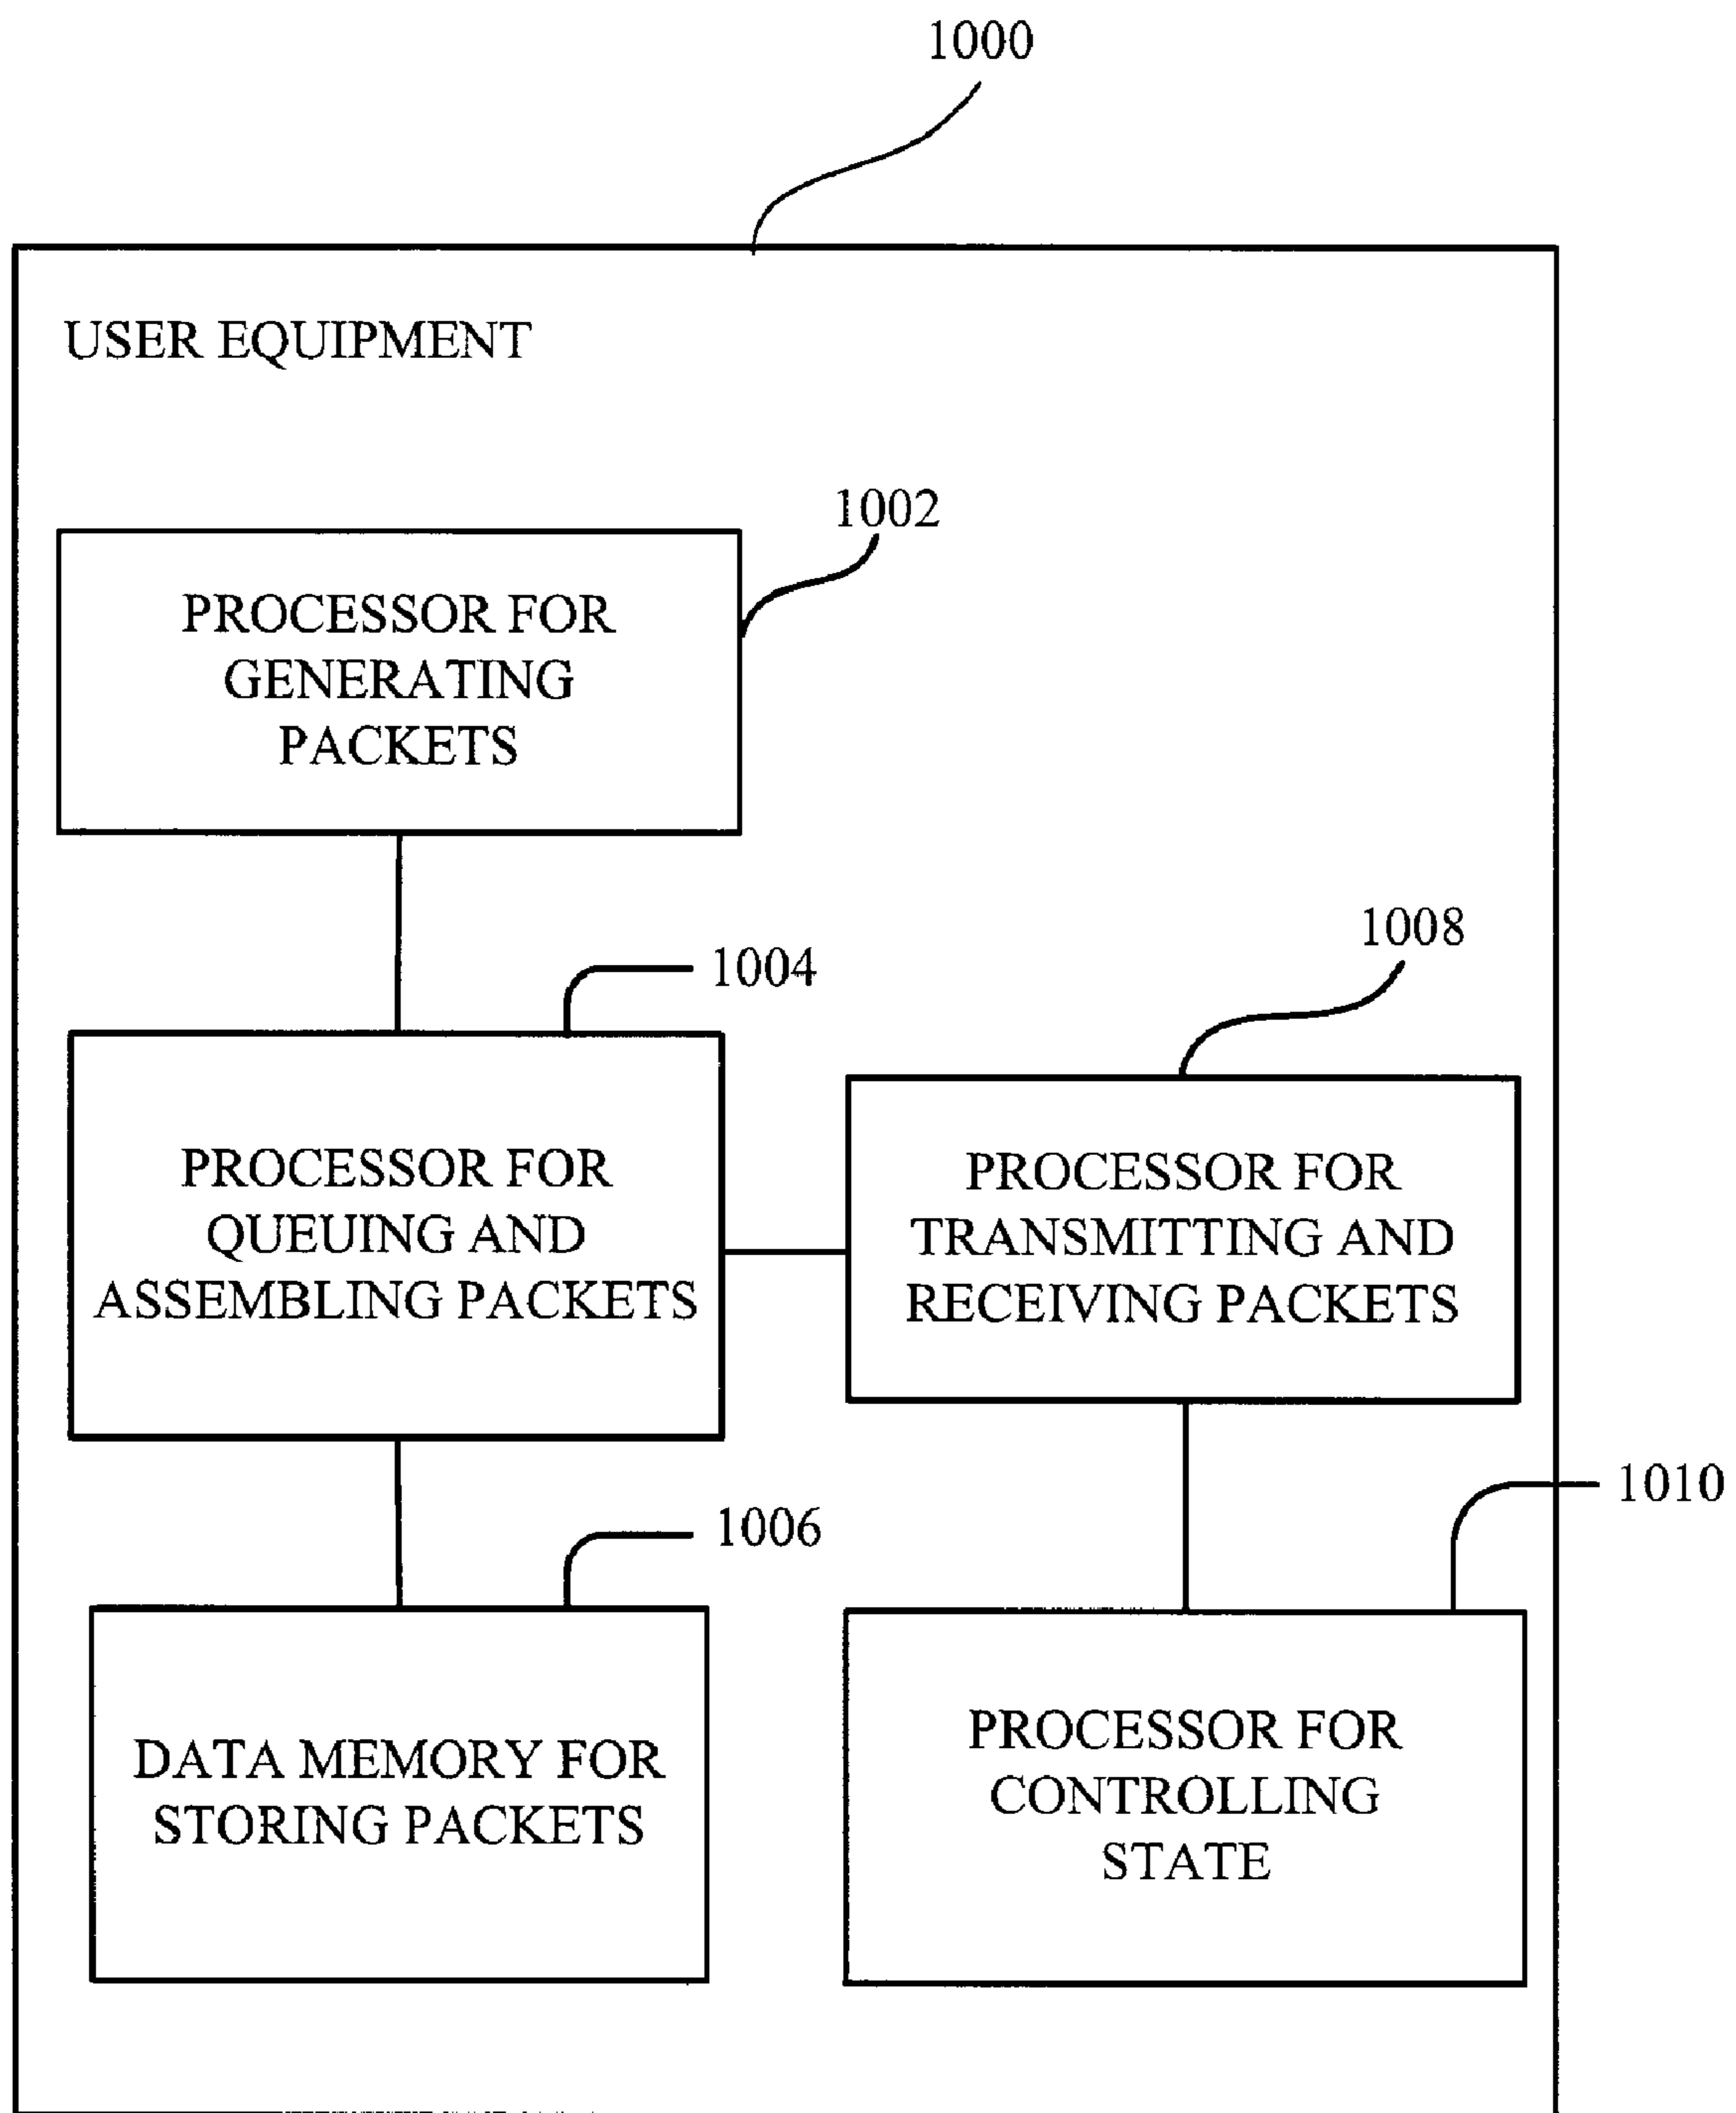 1000
USER EQUIPMENT
1002
PROCESSOR FOR
GENERATING
PACKETS
1004
PROCESSOR FOR
QUEUING AND
ASSEMBLING PACKETS
1008
PROCESSOR FOR
TRANSMITTING AND
RECEIVING PACKETS
1006
DATA MEMORY FOR
STORING PACKETS
1010
PROCESSOR FOR
CONTROLLING
STATE